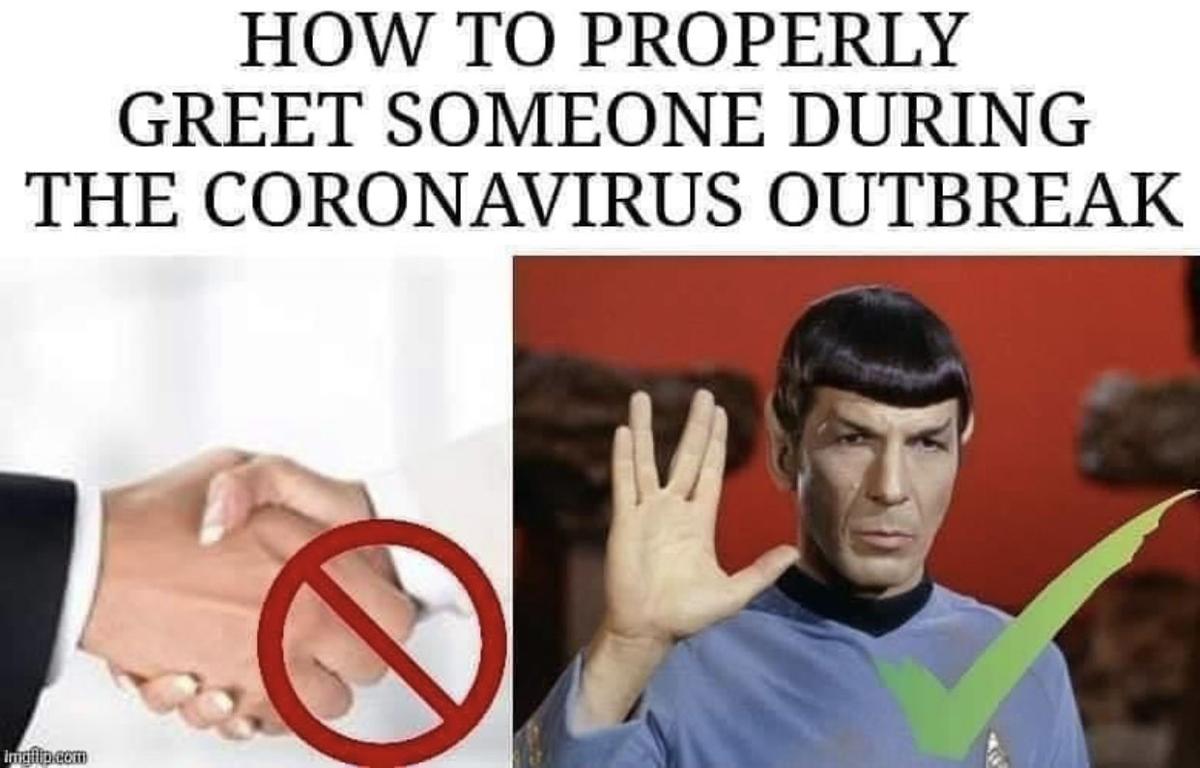 HOW TO PROPERLY
GREET SOMEONE DURING
THE CORONAVIRUS OUTBREAK
imgflip.com